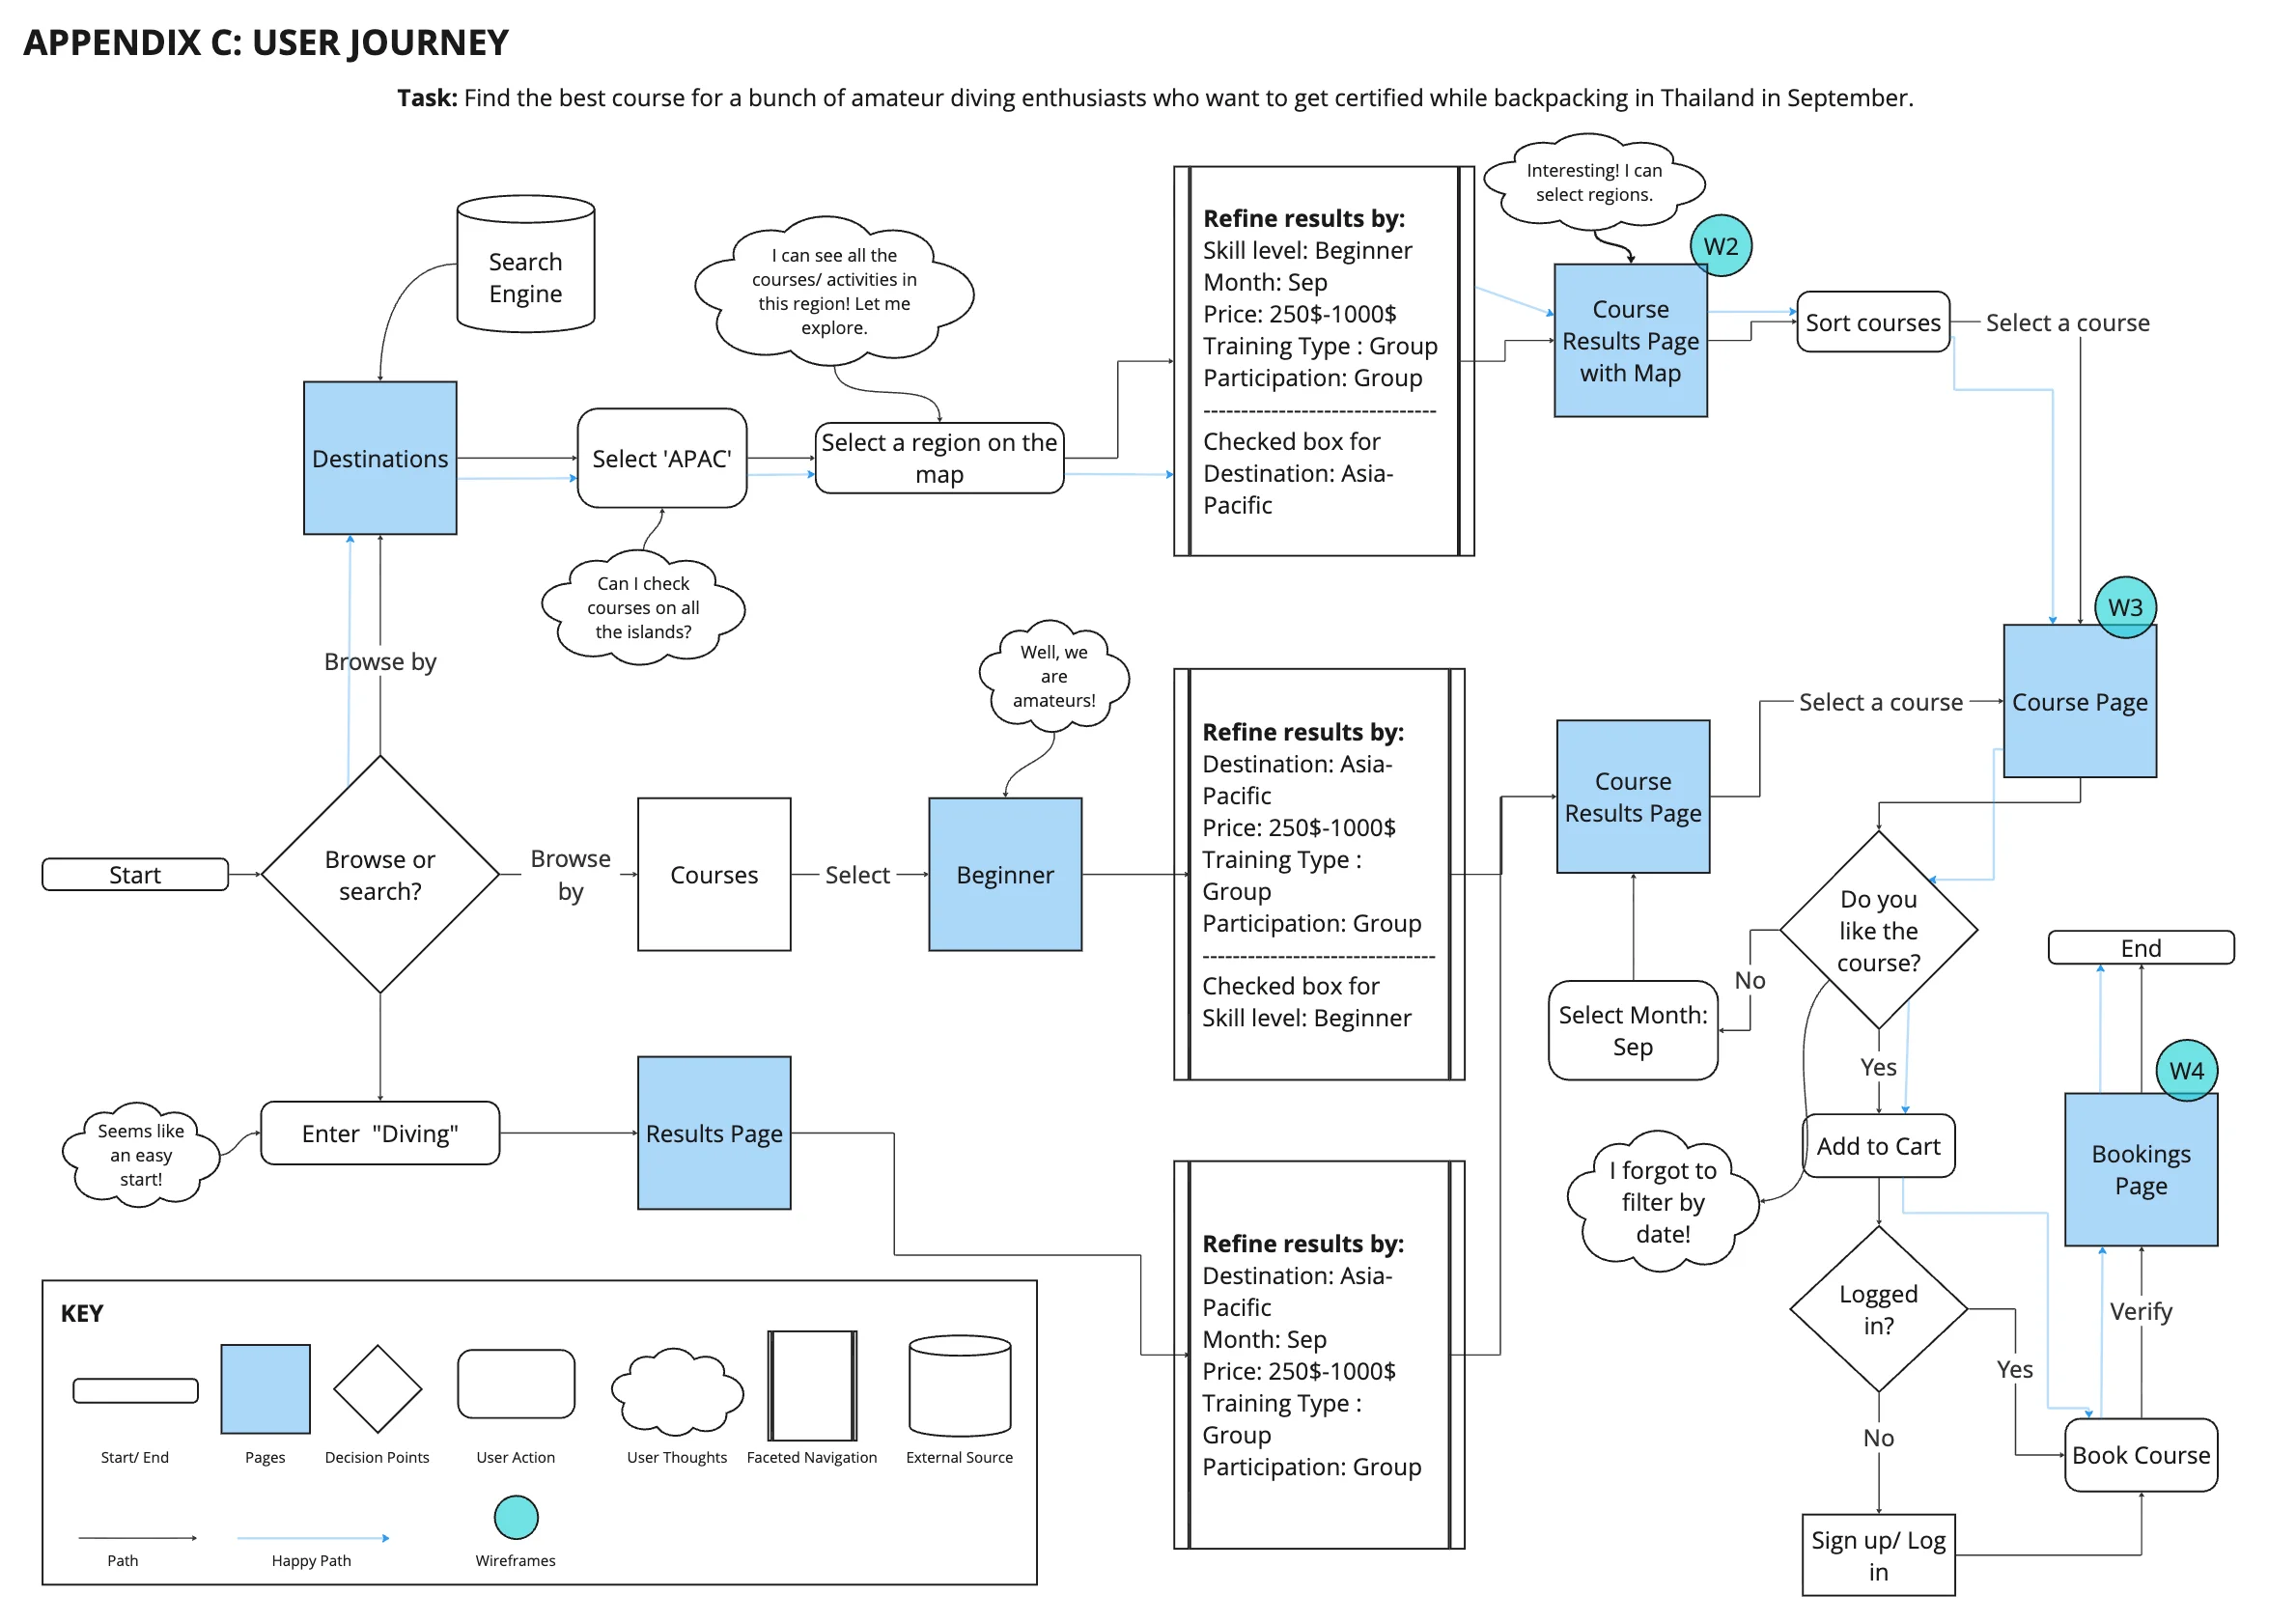 APPENDIX C: USER JOURNEY
Task: Find the best course for a bunch of amateur diving enthusiasts who want to get certified while backpacking in Thailand in September.
Search
Engine
I can see all the
courses/ activities in
this region! Let me
explore.
Refine results by:
Skill level: Beginner
Month: Sep
Price: 250$-1000$
Training Type : Group
Participation: Group
-------------------------------
Checked box for
Destination: Asia-
Pacific
Interesting! I can
select regions.
W2
Course
Results Page
with Map
Sort courses
Select a course
Destinations
Select 'APAC'
Select a region on the
map
Can I check
courses on all
the islands?
Browse by
Well, we
are
amateurs!
W3
Course Page
Select a course
Start
Browse or
search?
Browse
by
Courses
Select
Beginner
Refine results by:
Destination: Asia-
Pacific
Price: 250$-1000$
Training Type :
Group
Participation: Group
-------------------------------
Checked box for
Skill level: Beginner
Course
Results Page
Do you
like the
course?
No
Select Month:
Sep
Yes
End
W4
Bookings
Page
Seems like
an easy
start!
Enter "Diving"
Results Page
Add to Cart
I forgot to
filter by
date!
Refine results by:
Destination: Asia-
Pacific
Month: Sep
Price: 250$-1000$
Training Type :
Group
Participation: Group
Logged
in?
Verify
Yes
No
Book Course
Sign up/ Log
in
KEY
Start/ End
Pages
Decision Points
User Action
User Thoughts
Faceted Navigation
External Source
Path
Happy Path
Wireframes